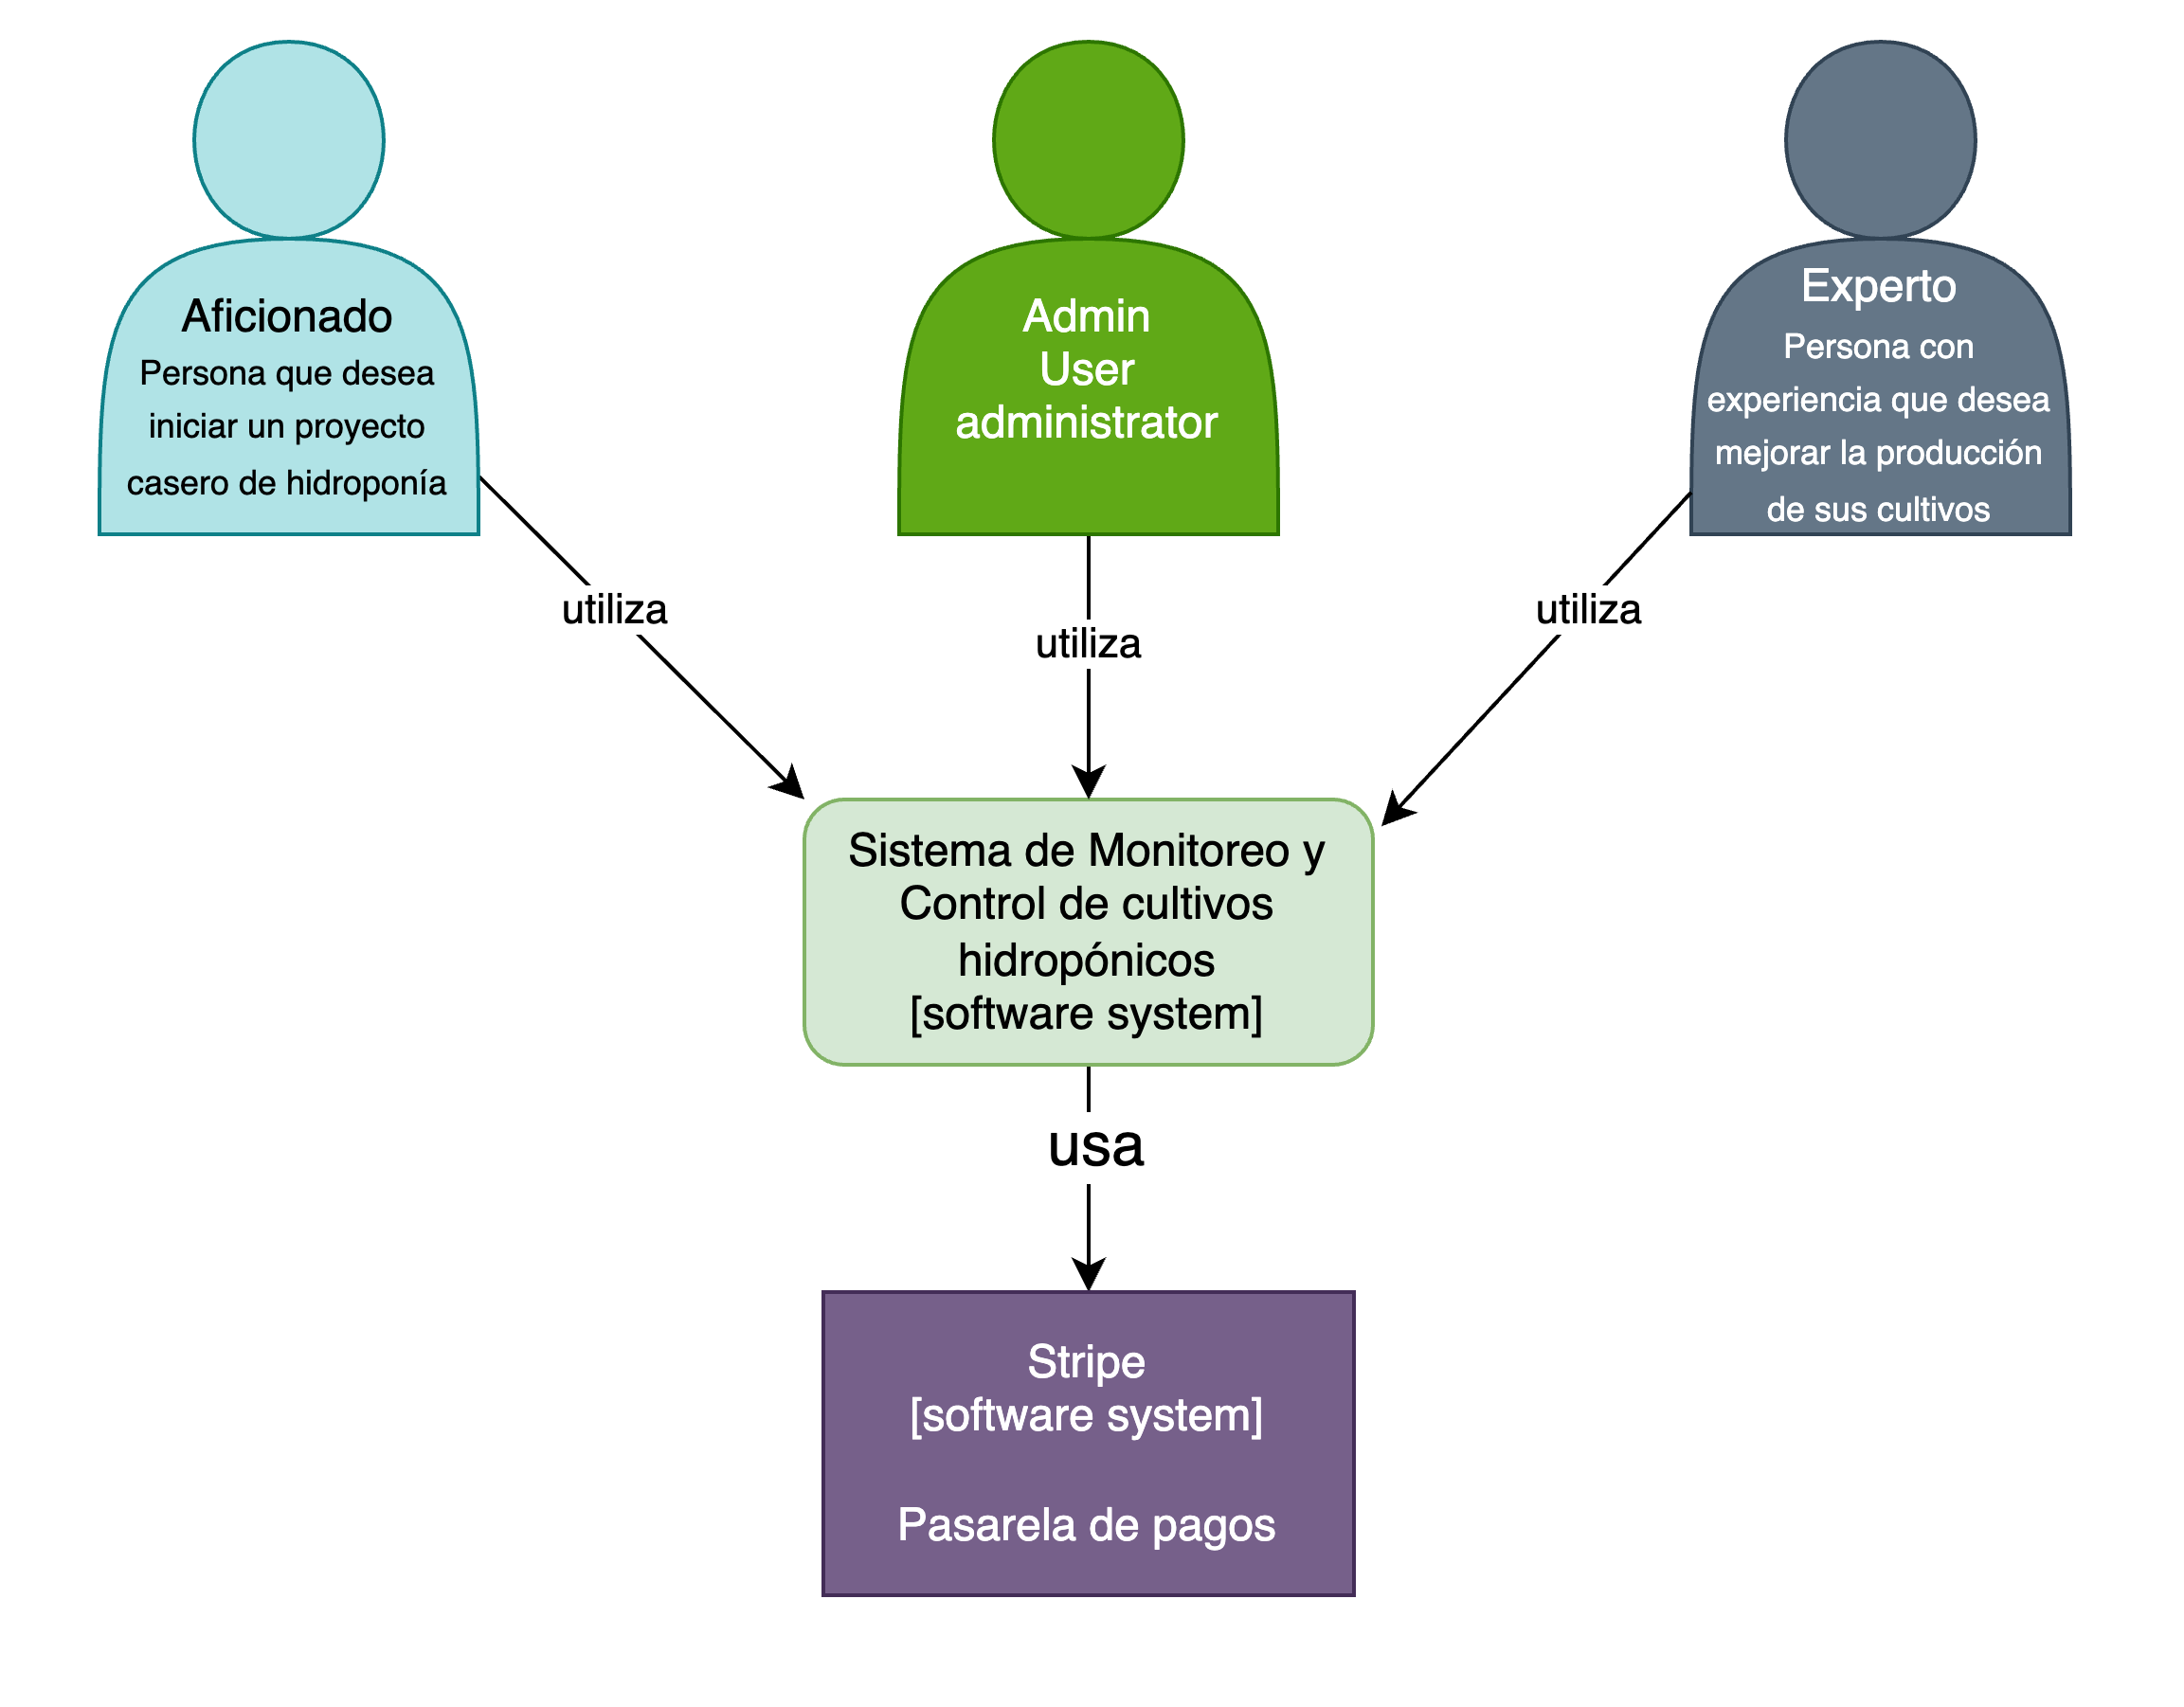 Aficionado
Persona que desea
iniciar un proyecto
casero de hidroponía
Admin
User
administrator
Experto
Persona con
experiencia que desea
mejorar la producción
de sus cultivos
utiliza
utiliza
utiliza
Sistema de Monitoreo y
Control de cultivos
hidropónicos
[software system]
usa
Stripe
[software system]
Pasarela de pagos